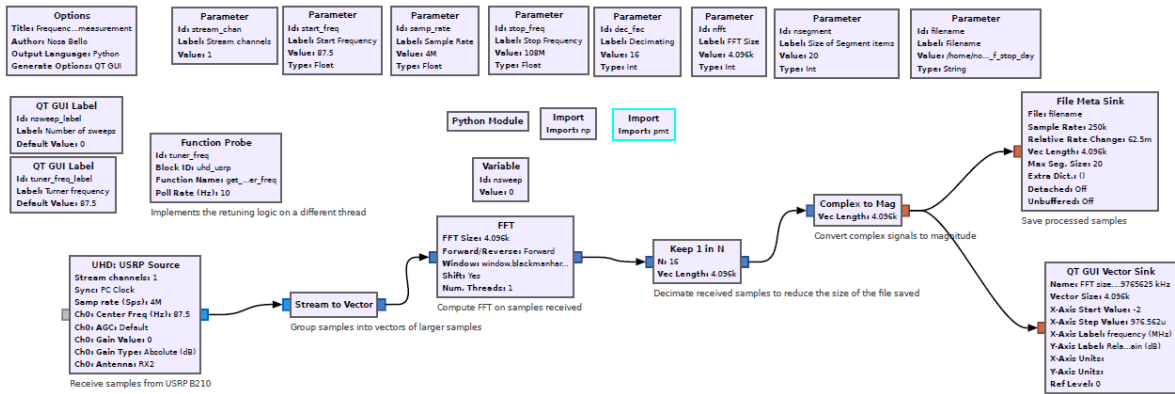 Options
Title: Frequenc...measurement
Author: Nosa Bello
Output Language: Python
Generate Options: QT GUI
Parameter
Id: stream_chan
Label: Stream channels
Value: 1
Parameter
Id: start_freq
Label: Start Frequency
Value: 87.5
Type: Float
Parameter
Id: samp_rate
Label: Sample Rate
Value: 4M
Type: Float
Parameter
Id: stop_freq
Label: Stop Frequency
Value: 108M
Type: Float
Parameter
Id: dec_fac
Label: Decimating
Value: 16
Type: Int
Parameter
Id: nfft
Label: FFT Size
Value: 4.096k
Type: Int
Parameter
Id: nsegment
Label: Size of Segment items
Value: 20
Type: Int
Parameter
Id: filename
Label: Filename
Value: /home/no..._f_stop_day
Type: String
QT GUI Label
Id: nsweep_label
Label: Number of sweeps
Default Value: 0
QT GUI Label
Id: tuner_freq_label
Label: Turner frequency
Default Value: 87.5
Function Probe
Id: tuner_freq
Block ID: uhd_usrp
Function Name: get_...er_freq
Poll Rate (Hz): 10
Implements the retuning logic on a different thread
Python Module
Import
Import: np
Import
Import: pmt
Variable
Id: nsweep
Value: 0
UHD: USRP Source
Stream channels: 1
Sync: PC Clock
Samp rate (Sps): 4M
Ch0: Center Freq (Hz): 87.5
Ch0: AGC: Default
Ch0: Gain Value: 0
Ch0: Gain Type: Absolute (dB)
Ch0: Antenna: RX2
Receive samples from USRP B210
Stream to Vector
Group samples into vectors of larger samples
FFT
FFT Size: 4.096k
Forward/Reverse: Forward
Window: window.blackmanhar...
Shift: Yes
Num. Threads: 1
Compute FFT on samples received
Keep 1 in N
N: 16
Vec Length: 4.096k
Decimate received samples to reduce the size of the file saved
Complex to Mag
Vec Length: 4.096k
Convert complex signals to magnitude
File Meta Sink
File: filename
Sample Rate: 250k
Relative Rate Change: 62.5m
Vec Length: 4.096k
Max Seg. Size: 20
Extra Dict.: ()
Detached: Off
Unbuffered: Off
Save processed samples
QT GUI Vector Sink
Name: FFT size....9765625 kHz
Vector Size: 4.096k
X-Axis Start Value: -2
X-Axis Step Value: 976.562u
X-Axis Label: frequency (MHz)
Y-Axis Label: Rela...ain (dB)
X-Axis Units:
Y-Axis Units:
Ref Level: 0